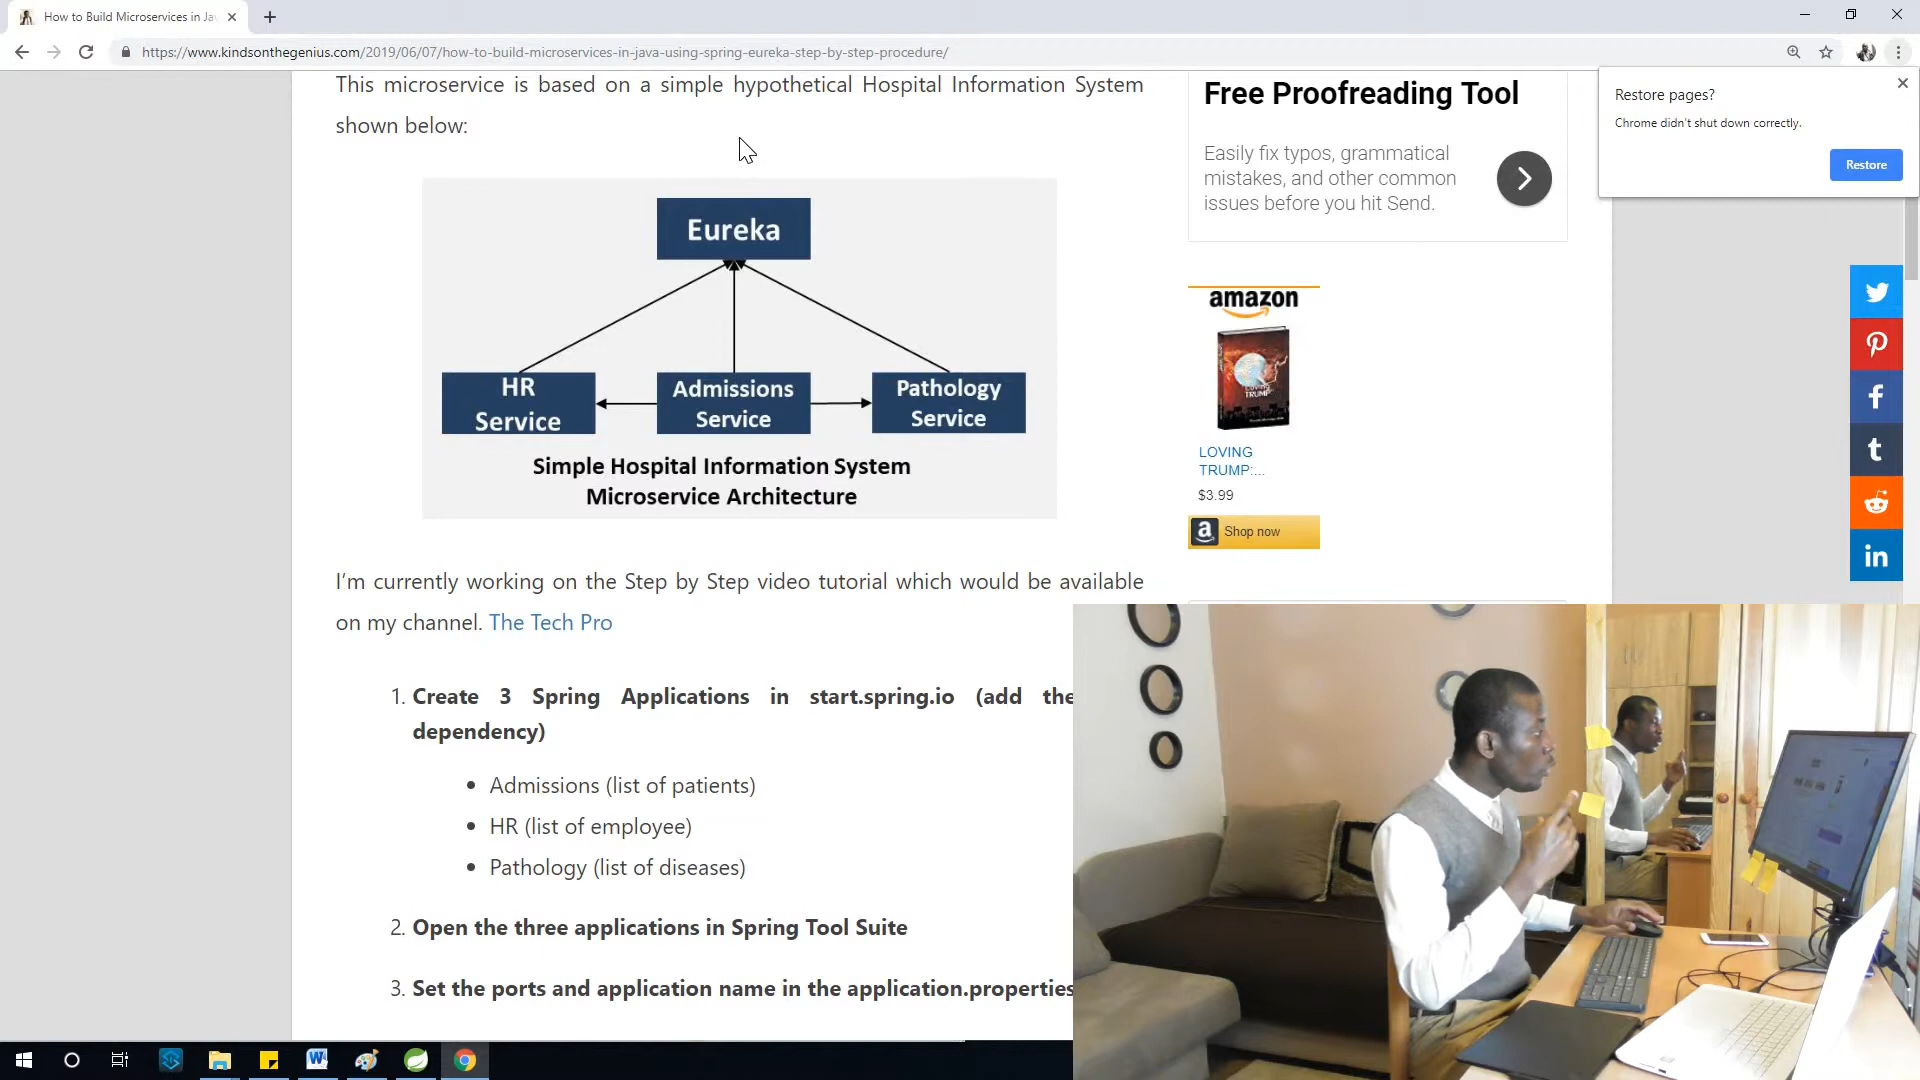 How to Build Microservices in Ja
https://www.kindsonthegenius.com/2019/06/07/how-to-build-microservices-in-java-using-spring-eureka-step-by-step-procedure/
This microservice is based on a simple hypothetical Hospital Information System
shown below:
Eureka
HR
Service
Admissions
Service
Pathology
Service
Simple Hospital Information System
Microservice Architecture
I'm currently working on the Step by Step video tutorial which would be available
on my channel. The Tech Pro
1. Create 3 Spring Applications in start.spring.io (add the
dependency)
• Admissions (list of patients)
• HR (list of employee)
• Pathology (list of diseases)
2. Open the three applications in Spring Tool Suite
3. Set the ports and application name in the application.properties
Free Proofreading Tool
Easily fix typos, grammatical
mistakes, and other common
issues before you hit Send.
amazon
LOVING
TRUMP
LOVING
TRUMP:...
$3.99
a Shop now
Restore pages?
Chrome didn't shut down correctly.
Restore
f
t
in
W